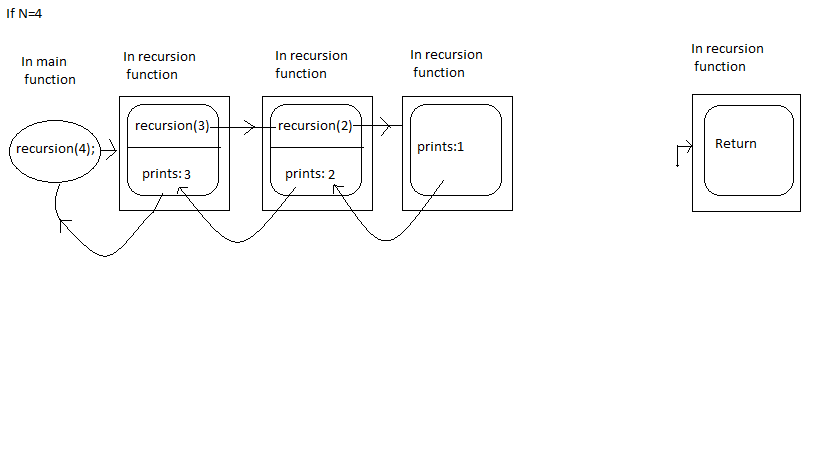 If N=4
In main
function
In recursion
function
In recursion
function
In recursion
function
In recursion
function
recursion(4);
recursion(3)
prints: 3
recursion(2)
prints: 2
prints:1
Return